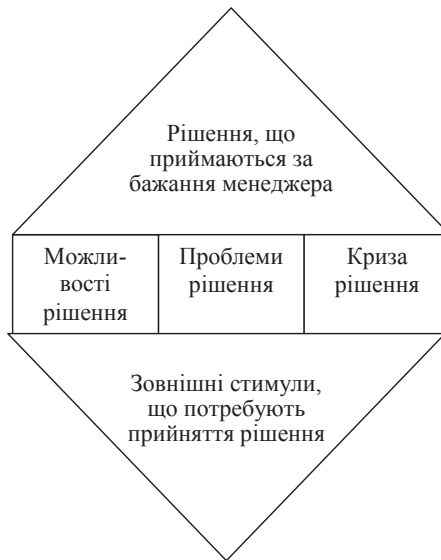 Рішення, що
приймаються за
бажання менеджера
Можли-
вості
рішення
Проблеми
рішення
Криза
рішення
Зовнішні стимули,
що потребують
прийняття рішення